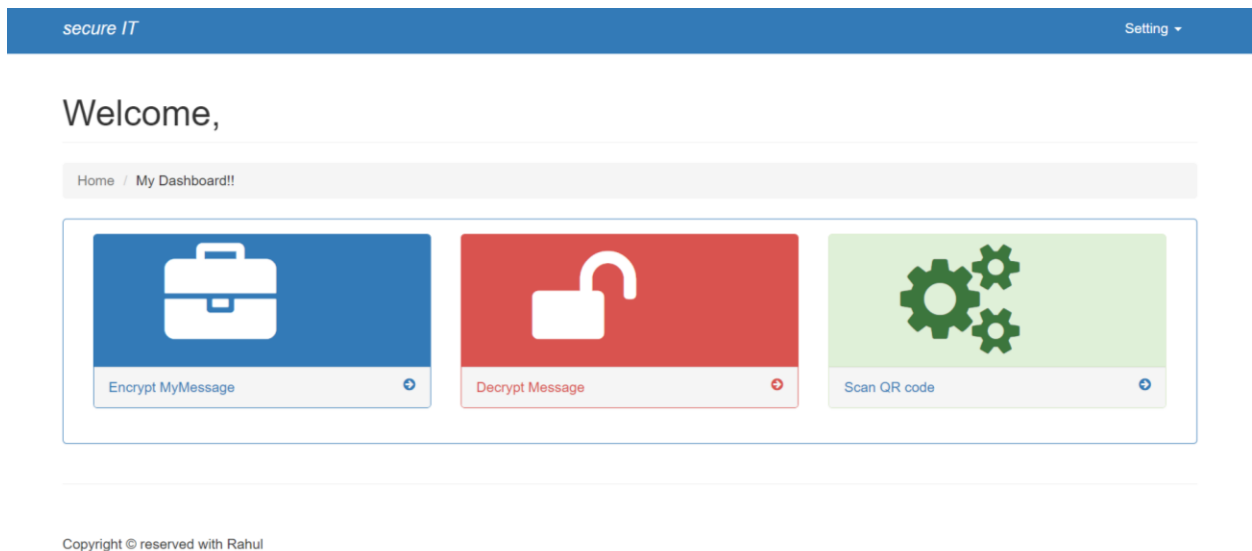 secure IT Setting
Welcome,
Home / My Dashboard!!
Encrypt MyMessage Decrypt Message Scan QR code
Copyright © reserved with Rahul